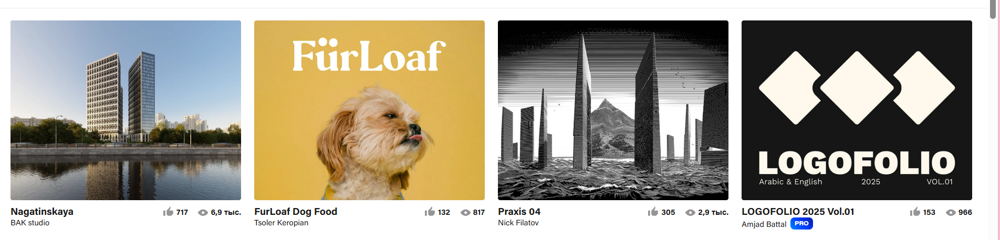 FürLoaf
LOGOFOLIO
Arabic & English 2025 VOL.01
Nagatinskaya 717 6,9 тыс.
BAK studio
FurLoaf Dog Food 132 817
Tsoler Keropian
Praxis 04 305 2,9 тыс.
Nick Filatov
LOGOFOLIO 2025 Vol.01 153 966
Amjad Battal PRO